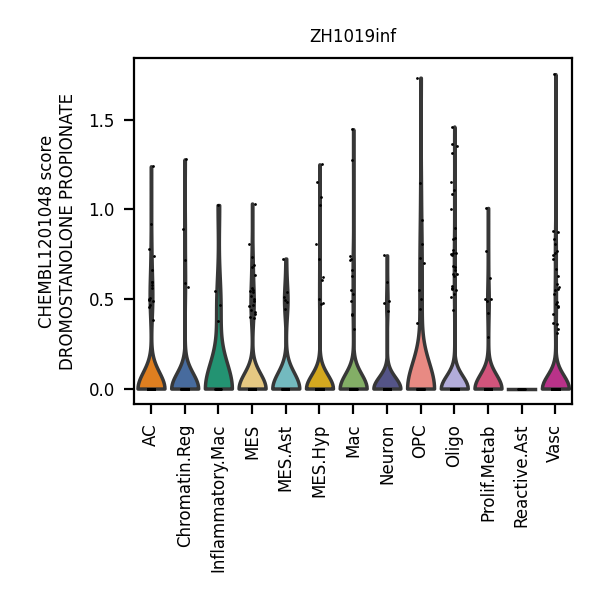 ZH1019inf
CHEMBL1201048 score
DROMOSTANOLONE PROPIONATE
1.5
1.0
0.5
0.0
AC
Chromatin.Reg
Inflammatory.Mac
MES
MES.Ast
MES.Hyp
Mac
Neuron
OPC
Oligo
Prolif.Metab
Reactive.Ast
Vasc